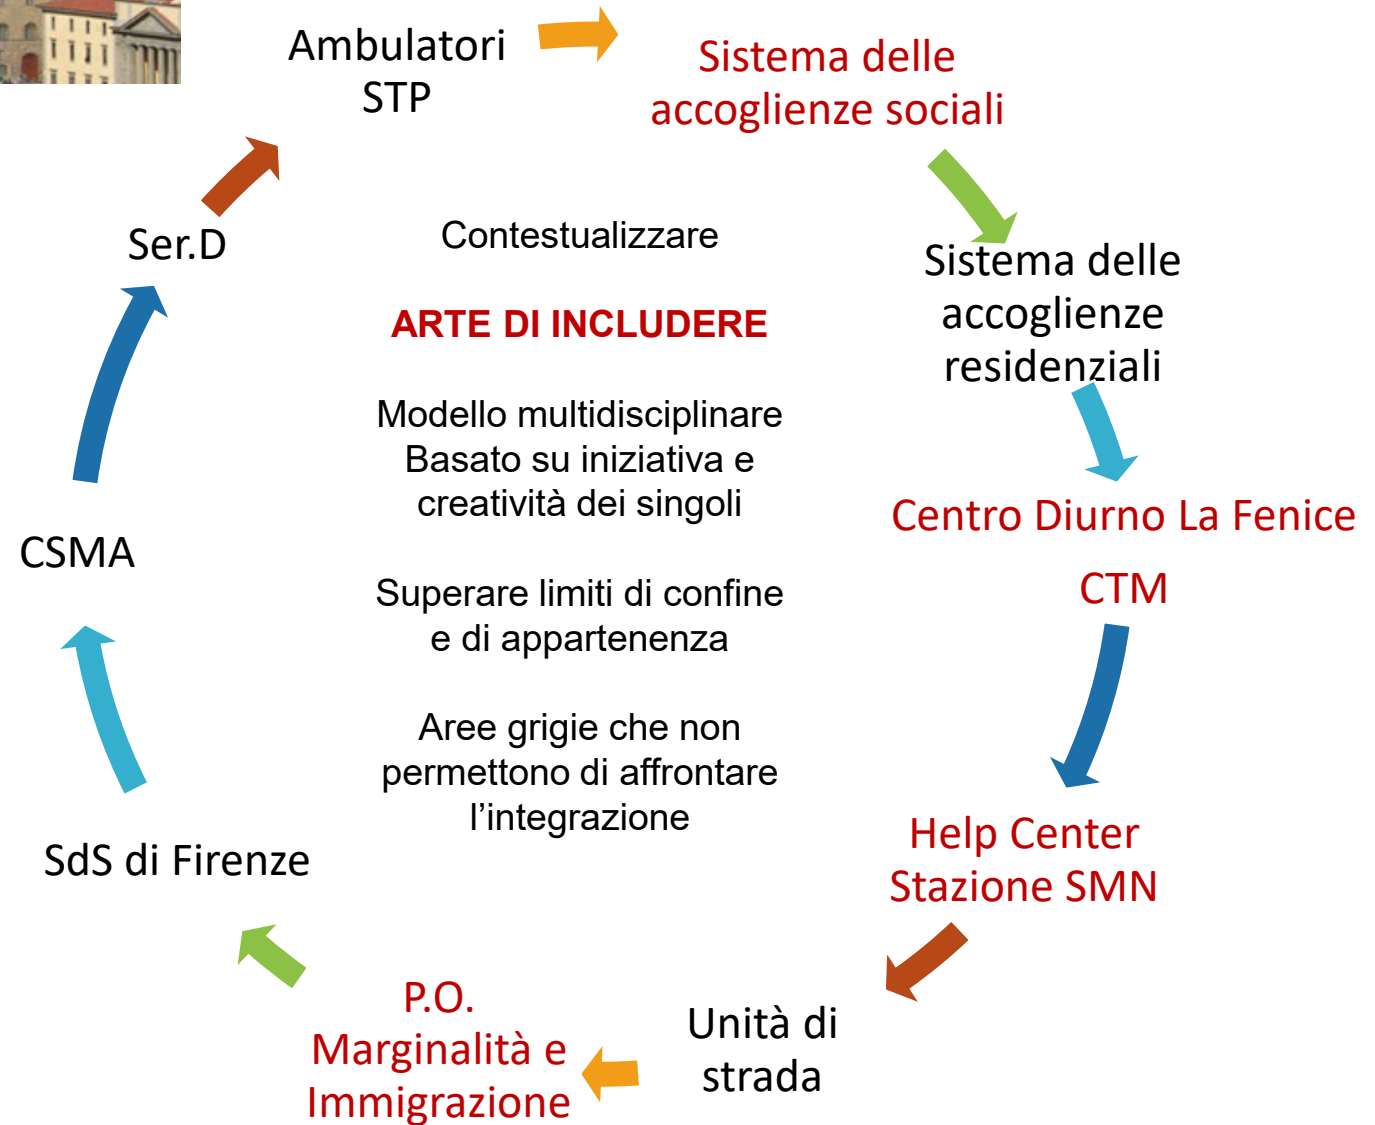 Ambulatori
STP
Sistema delle
accoglienze sociali
Sistema delle
accoglienze
residenziali
Centro Diurno La Fenice
CTM
Help Center
Stazione SMN
Unità di
strada
P.O.
Marginalità e
Immigrazione
SdS di Firenze
CSMA
Ser.D
Contestualizzare
ARTE DI INCLUDERE
Modello multidisciplinare
Basato su iniziativa e
creatività dei singoli
Superare limiti di confine
e di appartenenza
Aree grigie che non
permettono di affrontare
l’integrazione